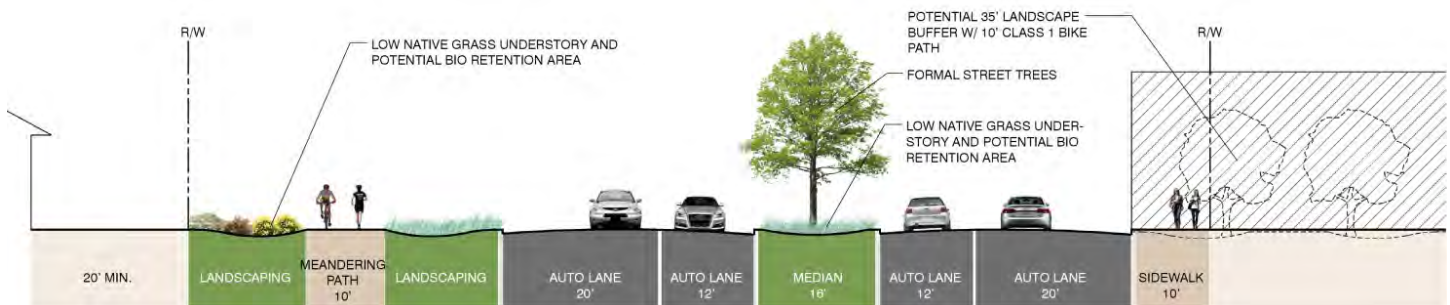 R/W
LOW NATIVE GRASS UNDERSTORY AND
POTENTIAL BIO RETENTION AREA
POTENTIAL 35' LANDSCAPE
BUFFER W/ 10' CLASS 1 BIKE
PATH
R/W
FORMAL STREET TREES
LOW NATIVE GRASS UNDER-
STORY AND POTENTIAL BIO
RETENTION AREA
20' MIN.
LANDSCAPING
MEANDERING
PATH
10'
LANDSCAPING
AUTO LANE
20'
AUTO LANE
12'
MEDIAN
16'
AUTO LANE
12'
AUTO LANE
20'
SIDEWALK
10'